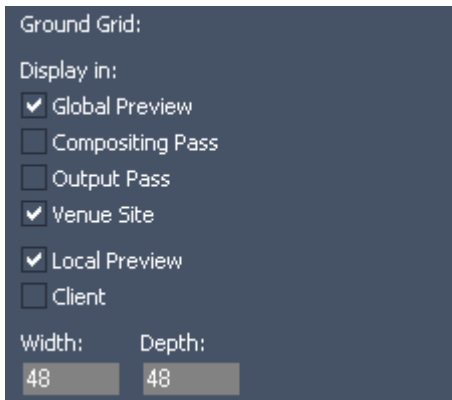 Ground Grid:
Display in:
Global Preview
Compositing Pass
Output Pass
Venue Site
Local Preview
Client
Width: Depth:
48 48